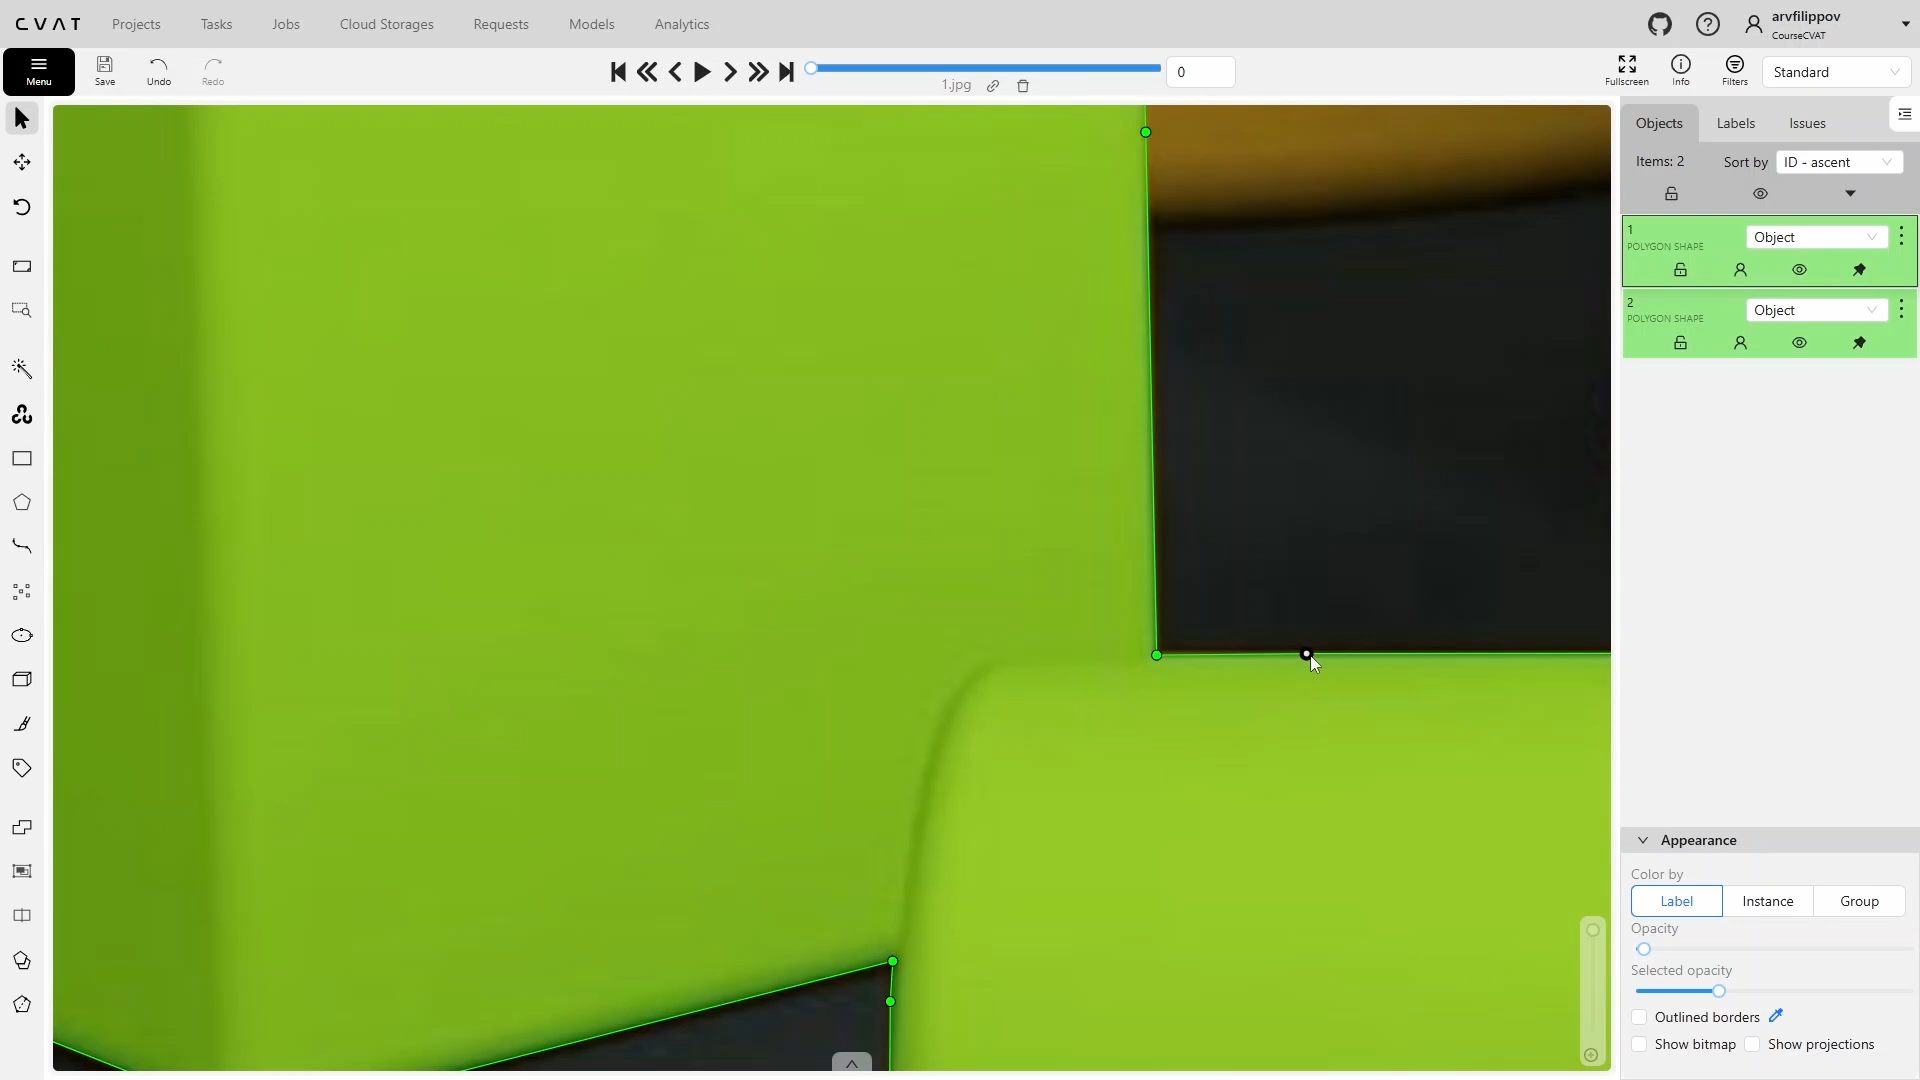 CVAT Projects Tasks Jobs Cloud Storages Requests Models Analytics arvfilippov
CourseCVAT
Menu Save Undo Redo 1.jpg 0 Fullscreen Info Filters Standard
Objects Labels Issues
Items: 2 Sort by ID - ascent
1 Object
POLYGON SHAPE
2 Object
POLYGON SHAPE
Appearance
Color by
Label Instance Group
Opacity
Selected opacity
Outlined borders
Show bitmap Show projections